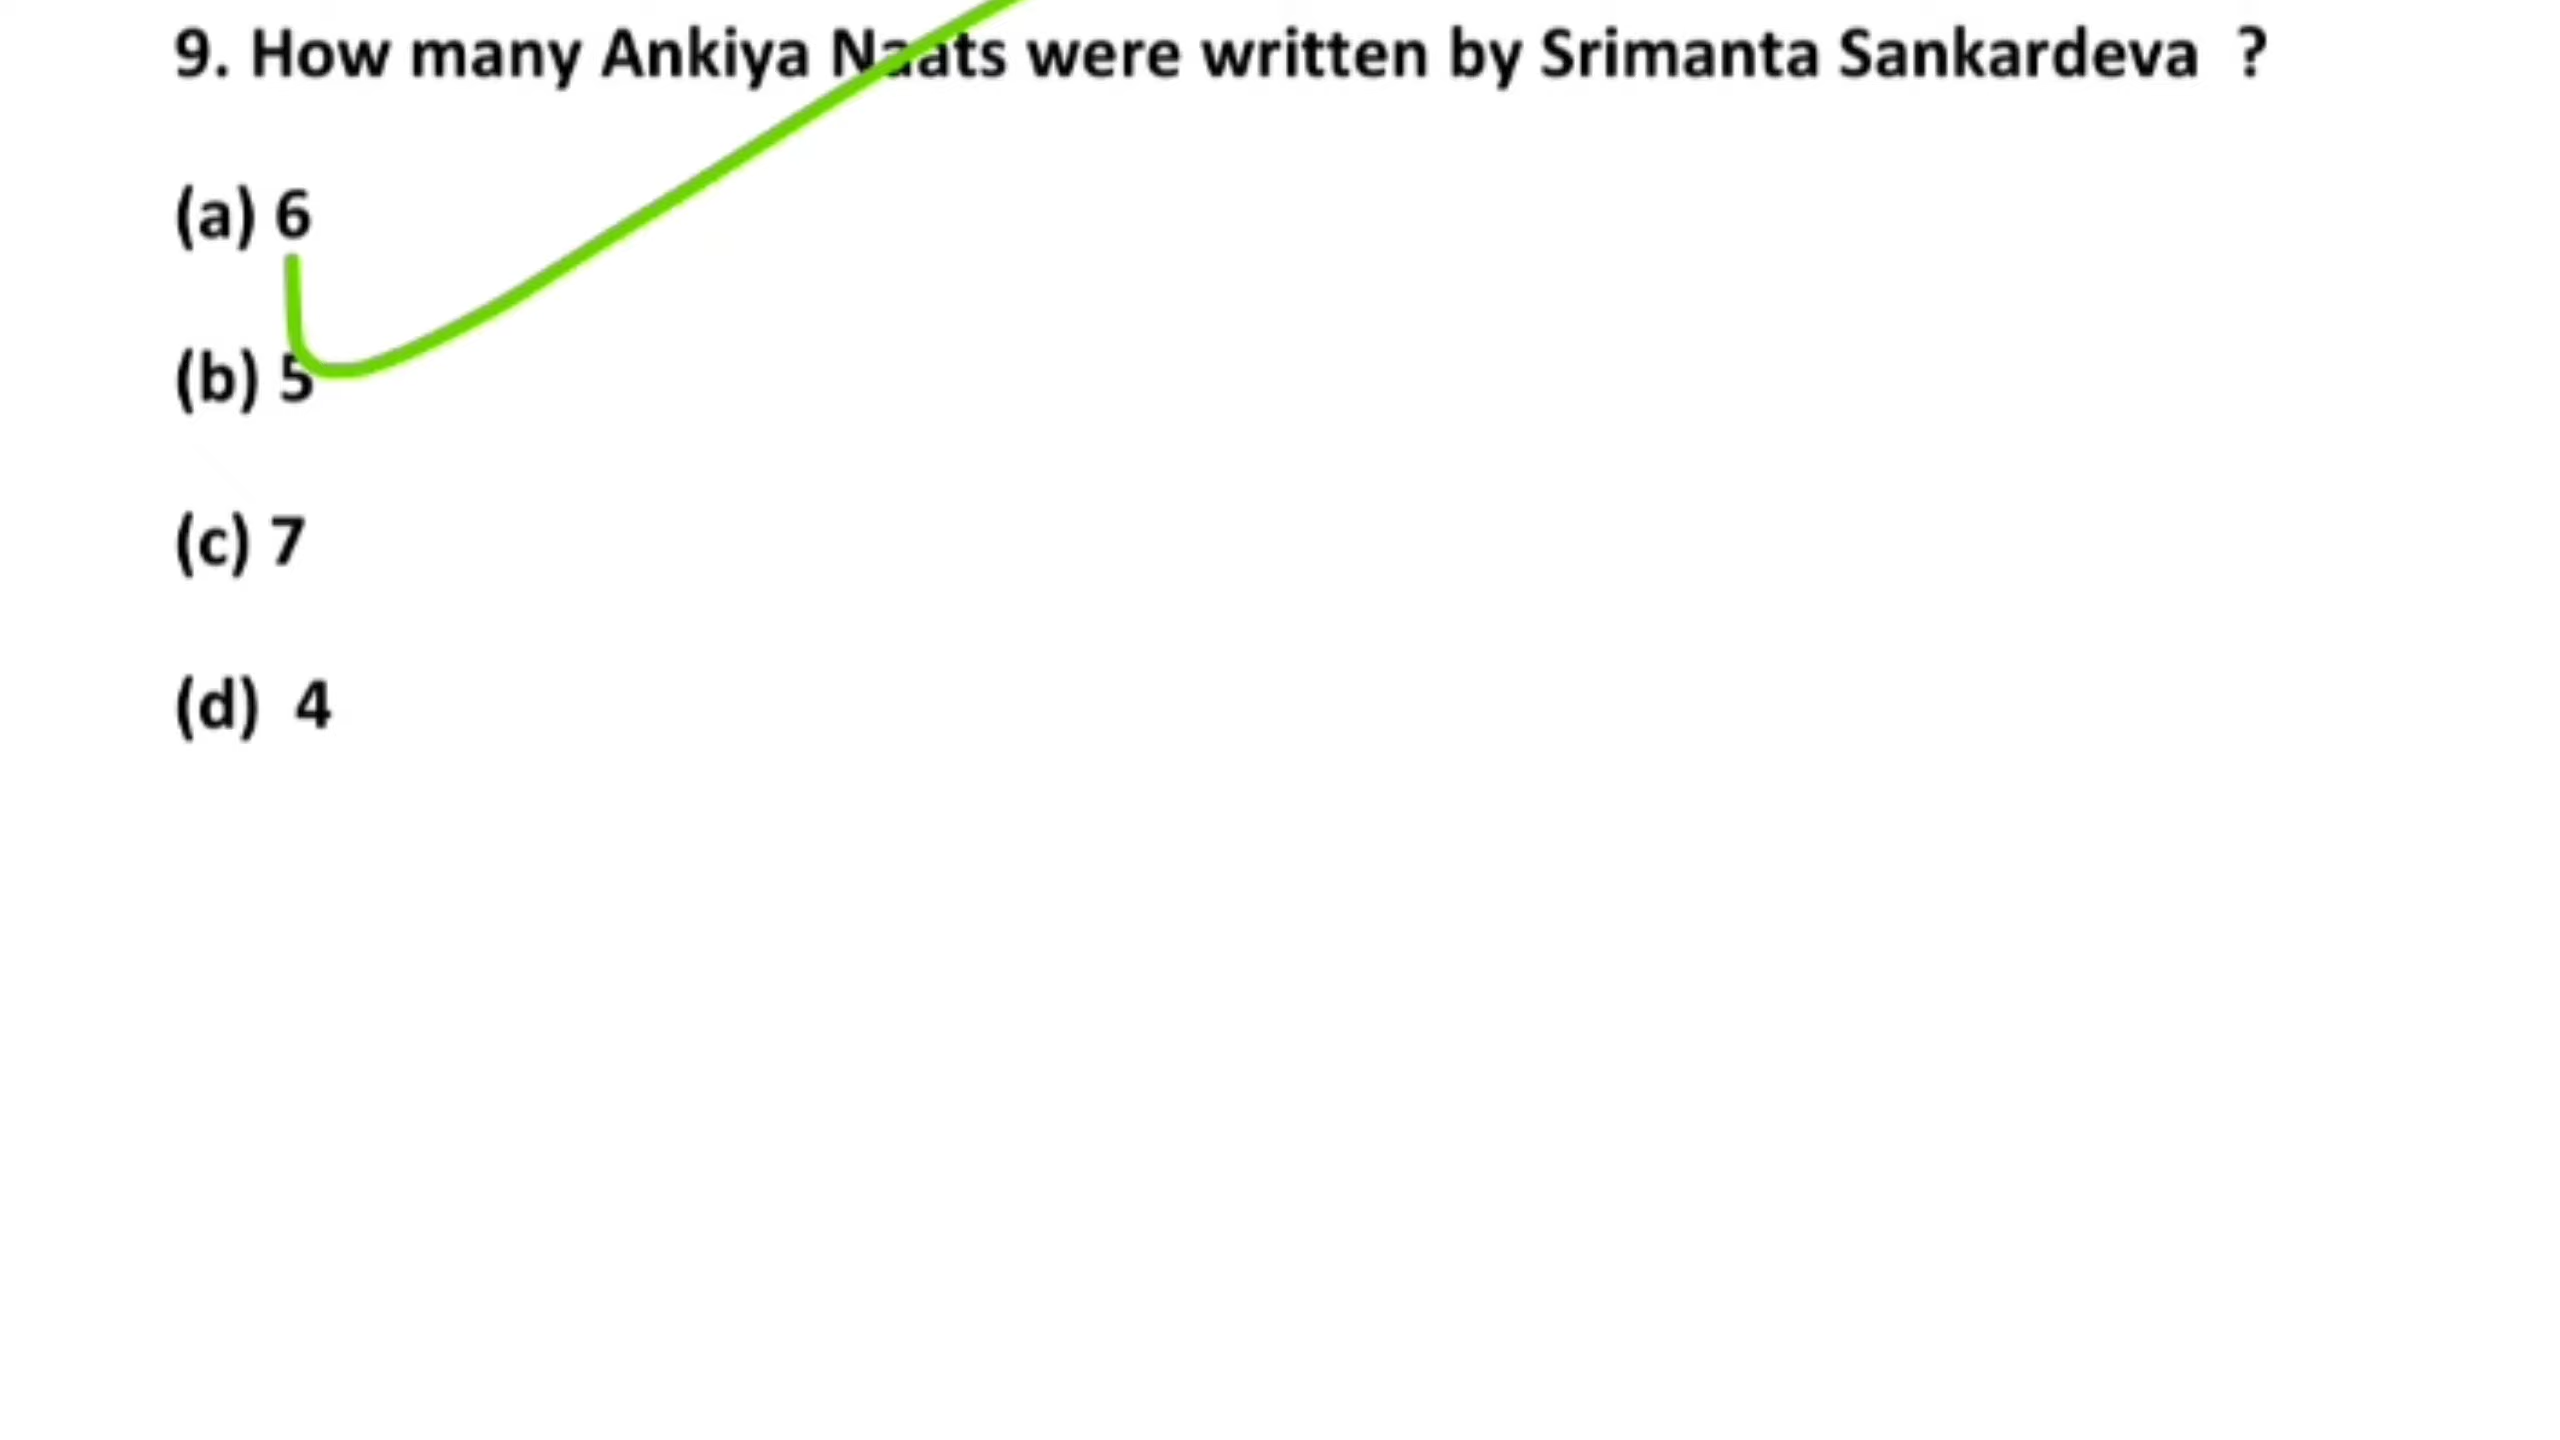 9. How many Ankiya Naats were written by Srimanta Sankardeva ?
(a) 6
(b) 5
(c) 7
(d) 4